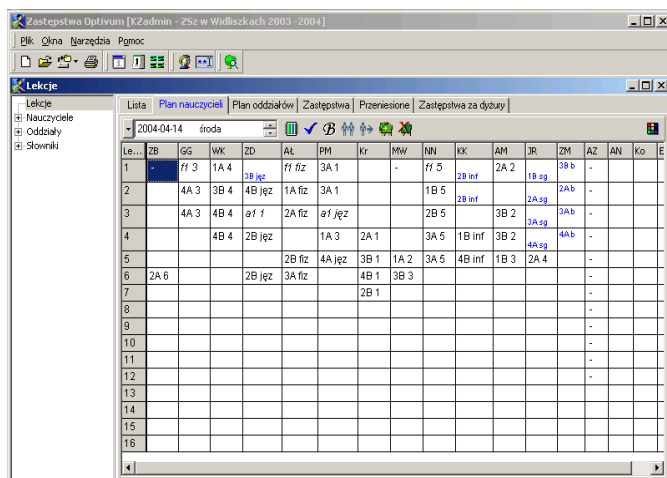 Zastępstwa Optivum [KZadmin - ZSz w Widliszkach 2003 -2004]
Plik Okna Narzędzia Pomoc
Lekcje
Lekcje
Nauczyciele
Oddziały
Słowniki
Lista Plan nauczycieli Plan oddziałów Zastępstwa Przeniesione Zastępstwa za dyżury
2004-04-14 środa
Le... ZB GG WK ZD AŁ PM Kr MW NN KK AM JR ZM AZ AN Ko E
1 - f1 3 1A 4 3B jęz f1 fiz 3A 1 - f1 5 2B inf 2A 2 1B sg 3B b -
2 4A 3 3B 4 4B jęz 1A fiz 3A 1 1B 5 2B inf 2A sg 2A b -
3 4A 3 4B 4 a1 1 2A fiz a1 jęz 2B 5 3B 2 3A sg 3A b -
4 4B 4 2B jęz 1A 3 2A 1 3A 5 1B inf 3B 2 4A sg 4A b -
5 2B fiz 4A jęz 3B 1 1A 2 3A 5 4B inf 1B 3 2A 4 -
6 2A 6 2B jęz 3A fiz 4B 1 3B 3 -
7 2B 1 -
8 -
9 -
10 -
11 -
12 -
13
14
15
16